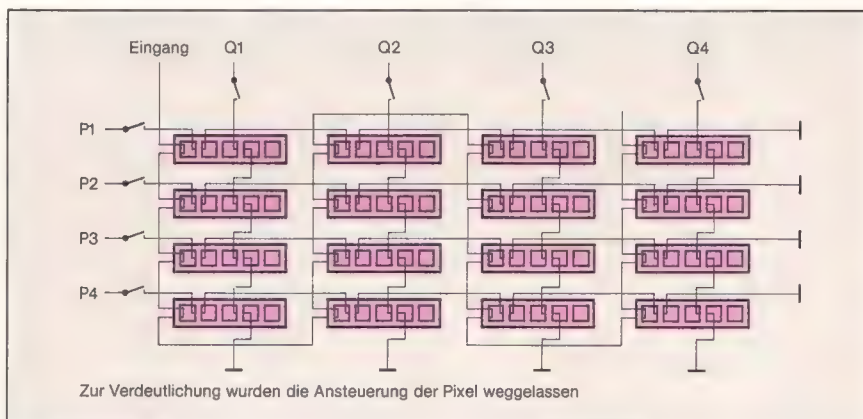 Eingang Q1 Q2 Q3 Q4
P1
P2
P3
P4
Zur Verdeutlichung wurden die Ansteuerung der Pixel weggelassen